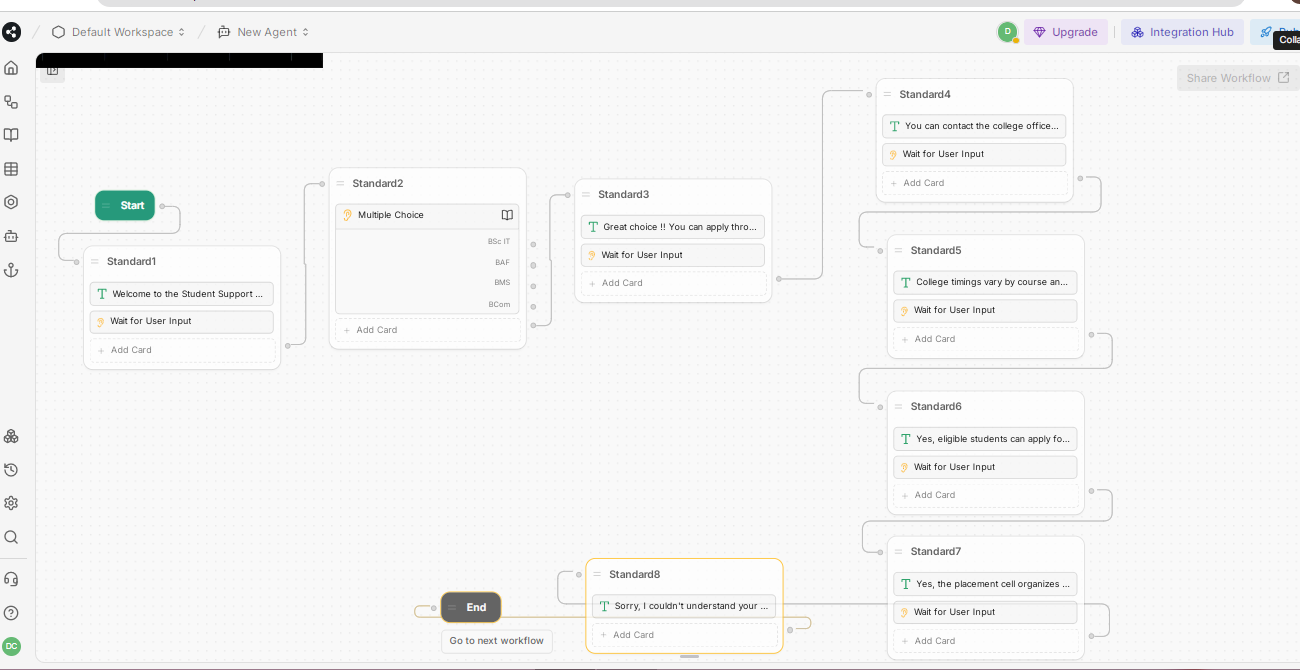 Default Workspace
New Agent
D
Upgrade
Integration Hub
Colla
Share Workflow
Start
Standard1
Welcome to the Student Support ...
Wait for User Input
+ Add Card
Standard2
Multiple Choice
BSc IT
BAF
BMS
BCom
+ Add Card
Standard3
Great choice !! You can apply thro...
Wait for User Input
+ Add Card
Standard4
You can contact the college office...
Wait for User Input
+ Add Card
Standard5
College timings vary by course an...
Wait for User Input
+ Add Card
Standard6
Yes, eligible students can apply fo...
Wait for User Input
+ Add Card
Standard7
Yes, the placement cell organizes ...
Wait for User Input
+ Add Card
Standard8
Sorry, I couldn't understand your ...
+ Add Card
End
Go to next workflow
DC